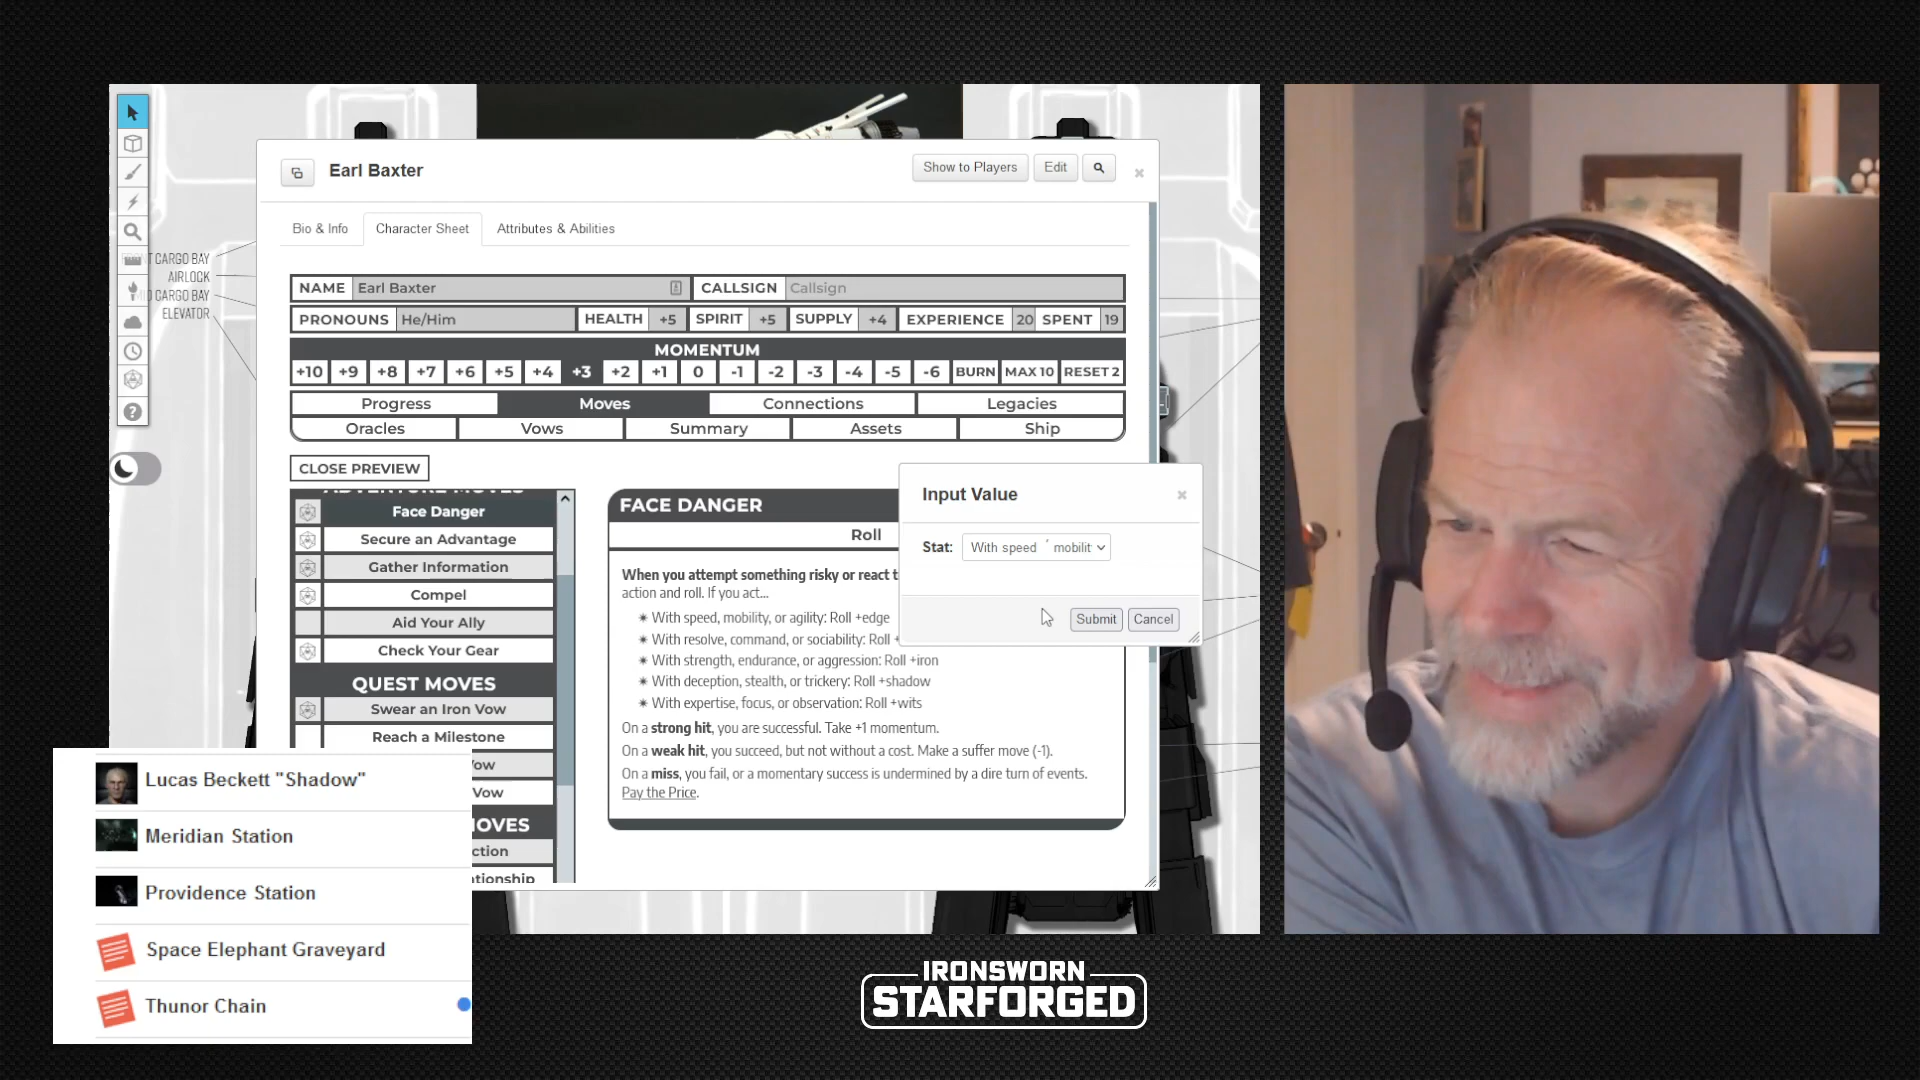 Earl Baxter
Show to Players
Edit
Bio & Info
Character Sheet
Attributes & Abilities
CARGO BAY
AIRLOCK
CARGO BAY
ELEVATOR
NAME Earl Baxter
CALLSIGN Callsign
PRONOUNS He/Him
HEALTH +5
SPIRIT +5
SUPPLY +4
EXPERIENCE 20
SPENT 19
MOMENTUM
+10 +9 +8 +7 +6 +5 +4 +3 +2 +1 0 -1 -2 -3 -4 -5 -6 BURN MAX 10 RESET 2
Progress Moves Connections Legacies
Oracles Vows Summary Assets Ship
CLOSE PREVIEW
ADVENTURE MOVES
Face Danger
Secure an Advantage
Gather Information
Compel
Aid Your Ally
Check Your Gear
QUEST MOVES
Swear an Iron Vow
Reach a Milestone
Vow
Vow
MOVES
FACE DANGER
Roll
When you attempt something risky or react t
action and roll. If you act...
✴ With speed, mobility, or agility: Roll +edge
✴ With resolve, command, or sociability: Roll +
✴ With strength, endurance, or aggression: Roll +iron
✴ With deception, stealth, or trickery: Roll +shadow
✴ With expertise, focus, or observation: Roll +wits
On a strong hit, you are successful. Take +1 momentum.
On a weak hit, you succeed, but not without a cost. Make a suffer move (-1).
On a miss, you fail, or a momentary success is undermined by a dire turn of events.
Pay the Price.
Input Value
Stat: With speed mobilit
Submit Cancel
Lucas Beckett "Shadow"
Meridian Station
Providence Station
Space Elephant Graveyard
Thunor Chain
IRONSWORN
STARFORGED